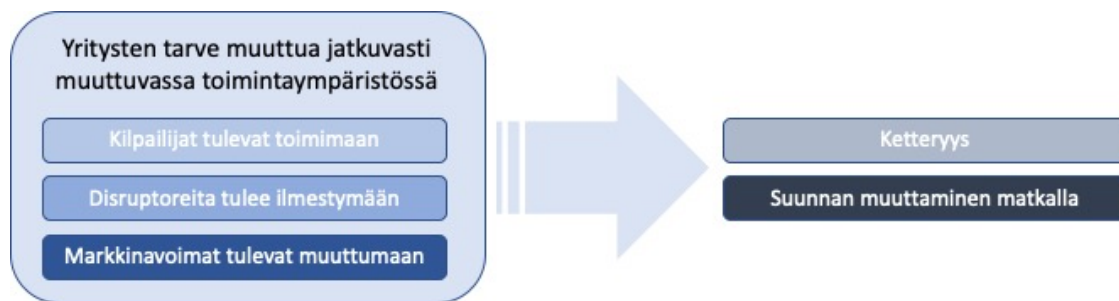 Yritysten tarve muuttua jatkuvasti
muuttuvassa toimintaympäristössä
Kilpailijat tulevat toimimaan
Disruptoreita tulee ilmestymään
Markkinavoimat tulevat muuttumaan
Ketteryys
Suunnan muuttaminen matkalla